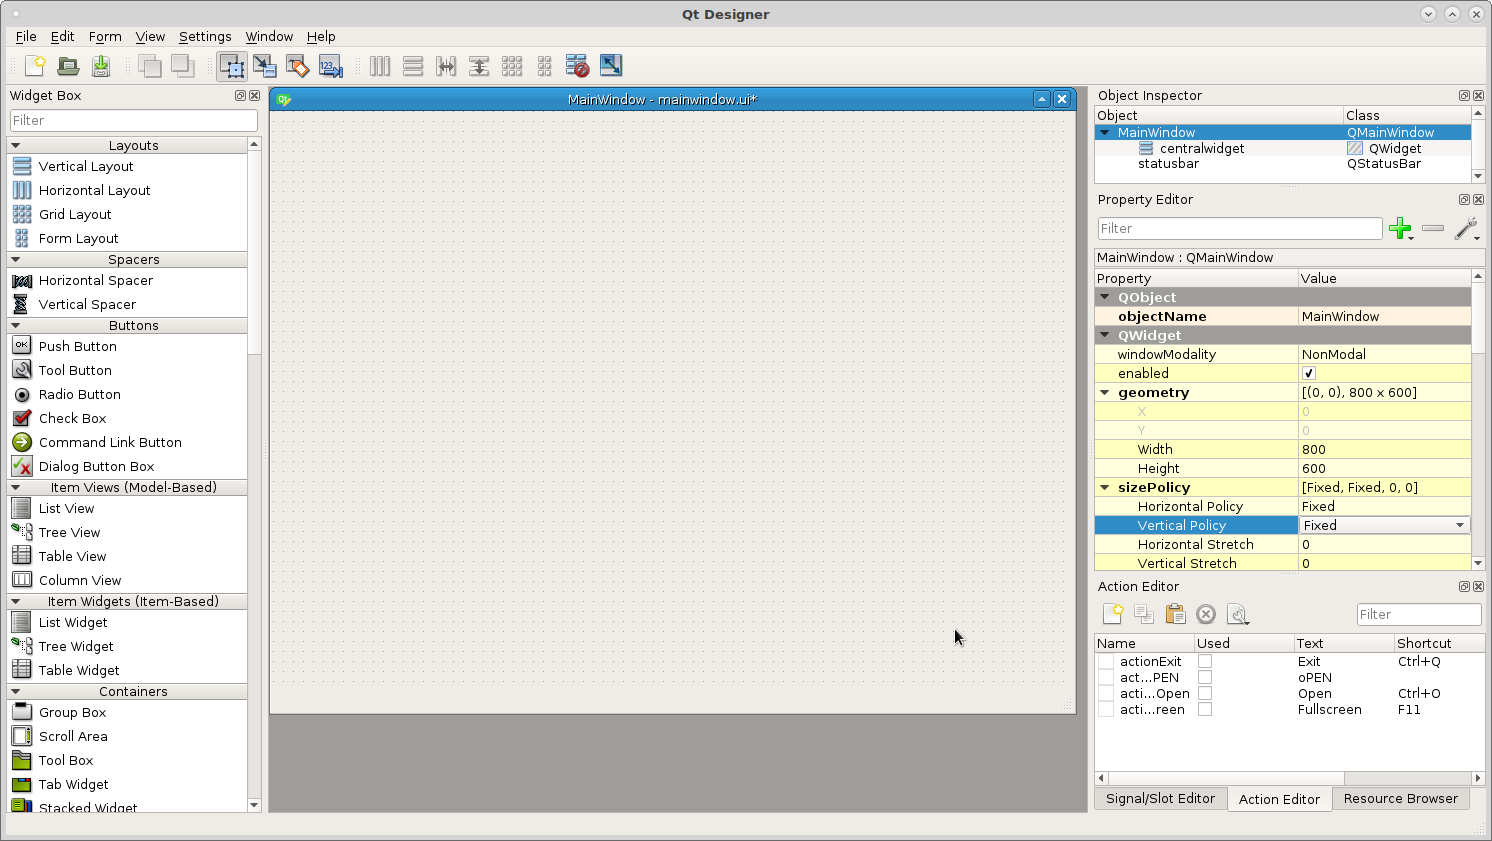 Qt Designer
File Edit Form View Settings Window Help
Widget Box
Filter
Layouts
Vertical Layout
Horizontal Layout
Grid Layout
Form Layout
Spacers
Horizontal Spacer
Vertical Spacer
Buttons
OK Push Button
Tool Button
Radio Button
Check Box
Command Link Button
Dialog Button Box
Item Views (Model-Based)
List View
Tree View
Table View
Column View
Item Widgets (Item-Based)
List Widget
Tree Widget
Table Widget
Containers
Group Box
Scroll Area
Tool Box
Tab Widget
Stacked Widget
MainWindow - mainwindow.ui*
Object Inspector
Object Class
MainWindow QMainWindow
centralwidget QWidget
statusbar QStatusBar
Property Editor
Filter
MainWindow : QMainWindow
Property Value
QObject
objectName MainWindow
QWidget
windowModality NonModal
enabled
geometry [(0, 0), 800 x 600]
X 0
Y 0
Width 800
Height 600
sizePolicy [Fixed, Fixed, 0, 0]
Horizontal Policy Fixed
Vertical Policy Fixed
Horizontal Stretch 0
Vertical Stretch 0
Action Editor
Filter
Name Used Text Shortcut
actionExit Exit Ctrl+Q
act...PEN oPEN
acti...Open Open Ctrl+O
acti...reen Fullscreen F11
Signal/Slot Editor Action Editor Resource Browser